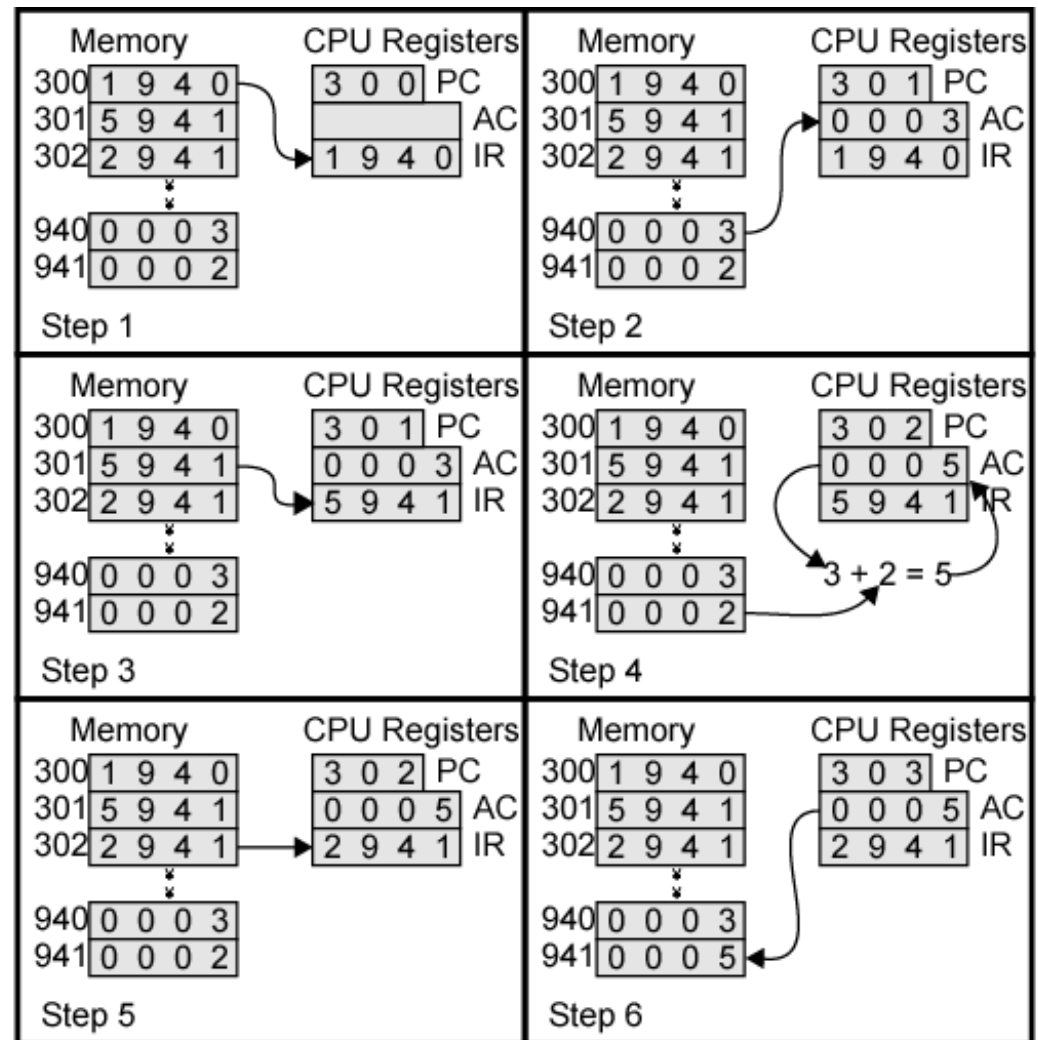 Memory CPU Registers
300 1 9 4 0 3 0 0 PC
301 5 9 4 1 AC
302 2 9 4 1 1 9 4 0 IR
940 0 0 0 3
941 0 0 0 2
Step 1
Memory CPU Registers
300 1 9 4 0 3 0 1 PC
301 5 9 4 1 0 0 0 3 AC
302 2 9 4 1 1 9 4 0 IR
940 0 0 0 3
941 0 0 0 2
Step 2
Memory CPU Registers
300 1 9 4 0 3 0 1 PC
301 5 9 4 1 0 0 0 3 AC
302 2 9 4 1 5 9 4 1 IR
940 0 0 0 3
941 0 0 0 2
Step 3
Memory CPU Registers
300 1 9 4 0 3 0 2 PC
301 5 9 4 1 0 0 0 5 AC
302 2 9 4 1 5 9 4 1 IR
940 0 0 0 3 3 + 2 = 5
941 0 0 0 2
Step 4
Memory CPU Registers
300 1 9 4 0 3 0 2 PC
301 5 9 4 1 0 0 0 5 AC
302 2 9 4 1 2 9 4 1 IR
940 0 0 0 3
941 0 0 0 2
Step 5
Memory CPU Registers
300 1 9 4 0 3 0 3 PC
301 5 9 4 1 0 0 0 5 AC
302 2 9 4 1 2 9 4 1 IR
940 0 0 0 3
941 0 0 0 5
Step 6